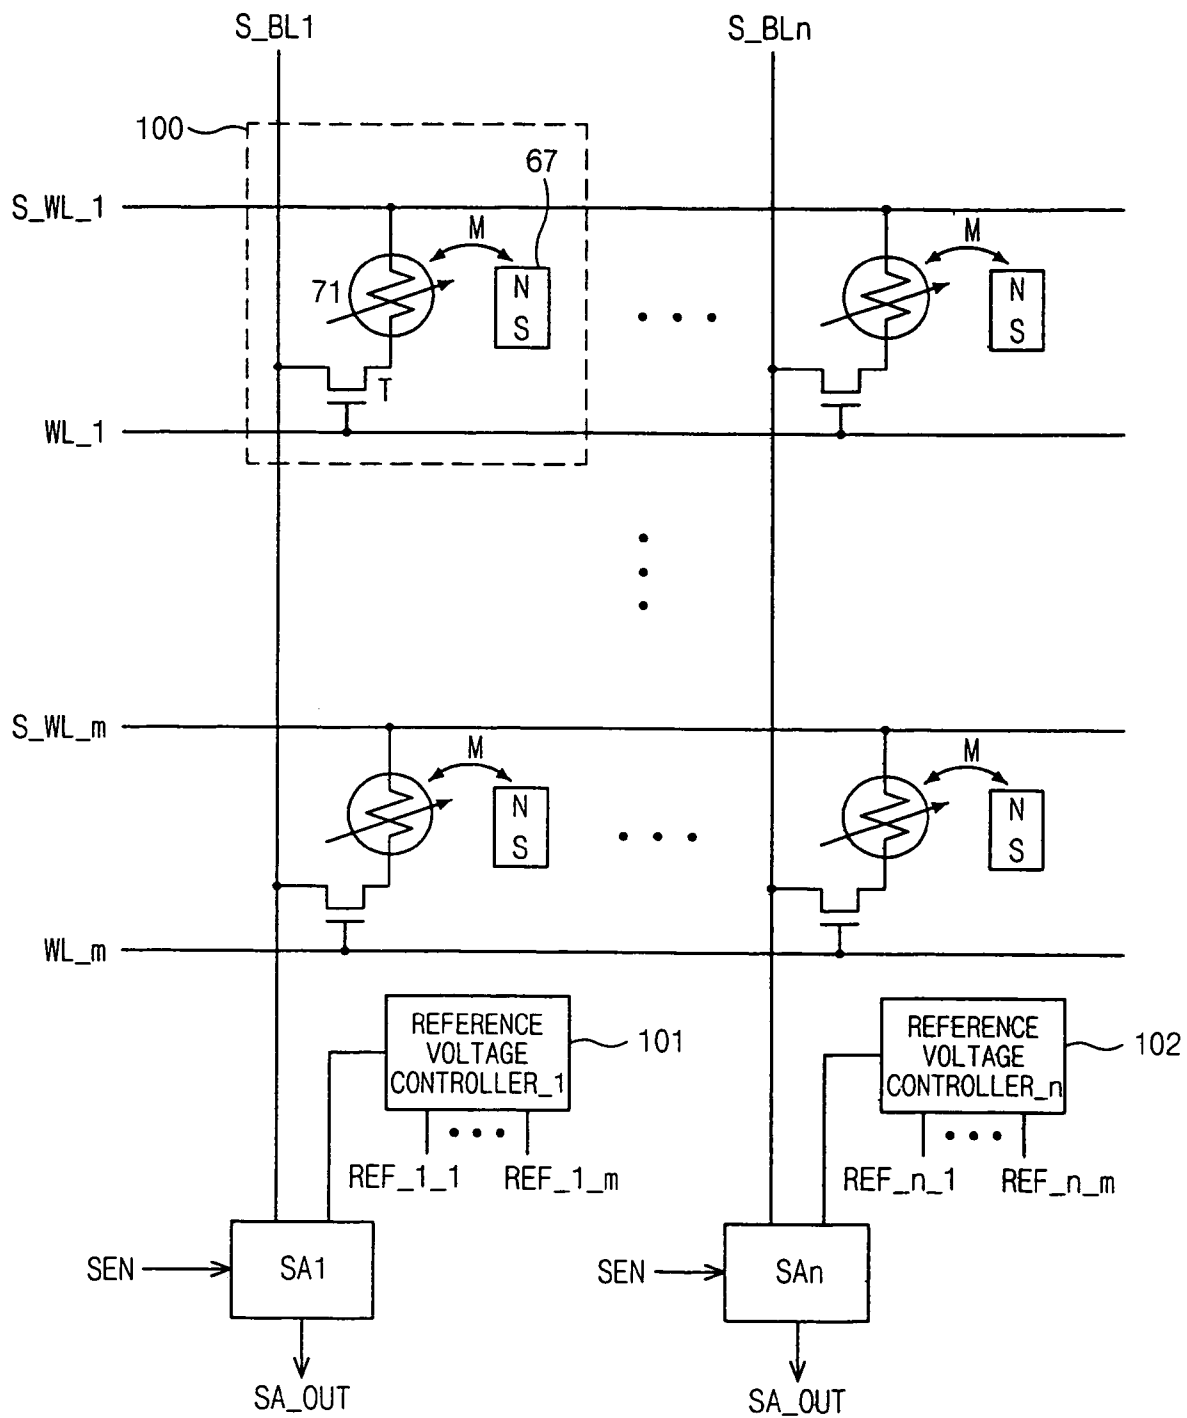 S_BL1
S_BLn
100
67
S_WL_1
M
M
71
N
S
N
S
T
WL_1
S_WL_m
M
M
N
S
N
S
WL_m
REFERENCE
VOLTAGE
CONTROLLER_1
101
REFERENCE
VOLTAGE
CONTROLLER_n
102
REF_1_1
REF_1_m
REF_n_1
REF_n_m
SEN
SA1
SEN
SAn
SA_OUT
SA_OUT